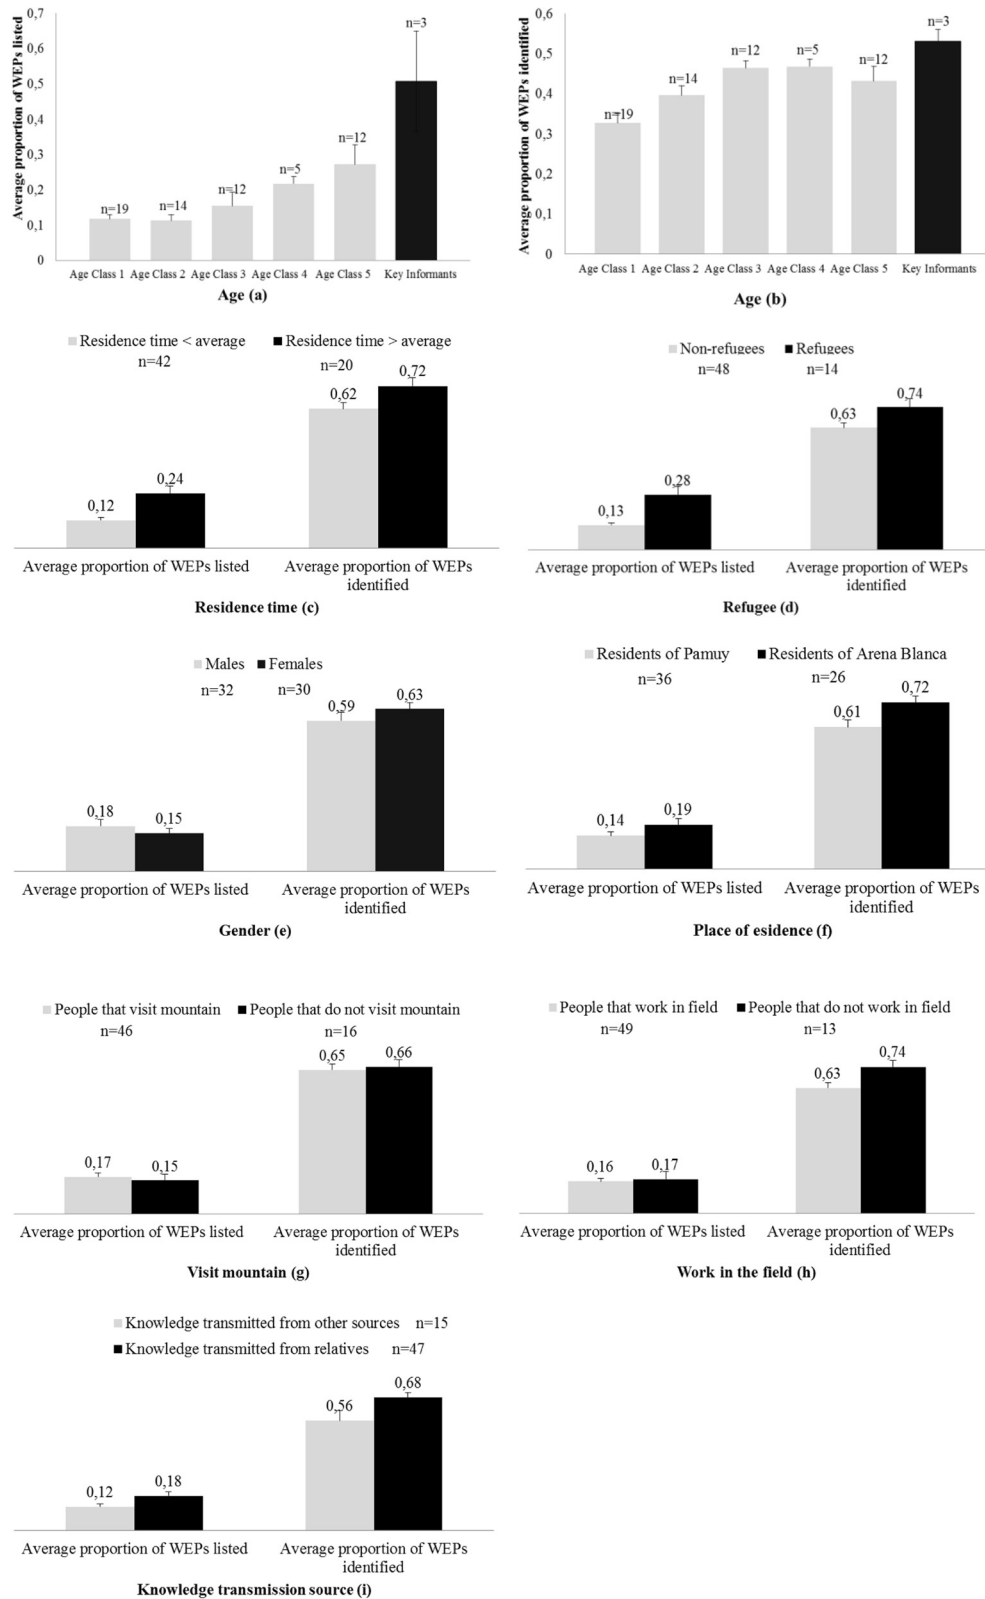 Average proportion of WEPs listed
0,7
0,6
0,5
0,4
0,3
0,2
0,1
0
n=19
n=14
n=12
n=5
n=12
n=3
Age Class 1 Age Class 2 Age Class 3 Age Class 4 Age Class 5 Key Informants
Age (a)
Average proportion of WEPs identified
0,6
0,5
0,4
0,3
0,2
0,1
0
n=19
n=14
n=12
n=5
n=12
n=3
Age Class 1 Age Class 2 Age Class 3 Age Class 4 Age Class 5 Key Informants
Age (b)
Residence time < average Residence time > average
n=42 n=20
0,12
0,24
0,62
0,72
Average proportion of WEPs listed
Average proportion of WEPs
identified
Residence time (c)
Non-refugees Refugees
n=48 n=14
0,13
0,28
0,63
0,74
Average proportion of WEPs listed
Average proportion of WEPs
identified
Refugee (d)
Males Females
n=32 n=30
0,18
0,15
0,59
0,63
Average proportion of WEPs listed
Average proportion of WEPs
identified
Gender (e)
Residents of Pamuy Residents of Arena Blanca
n=36 n=26
0,14
0,19
0,61
0,72
Average proportion of WEPs listed
Average proportion of WEPs
identified
Place of esidence (f)
People that visit mountain People that do not visit mountain
n=46 n=16
0,17
0,15
0,65
0,66
Average proportion of WEPs listed
Average proportion of WEPs
identified
Visit mountain (g)
People that work in field People that do not work in field
n=49 n=13
0,16
0,17
0,63
0,74
Average proportion of WEPs listed
Average proportion of WEPs
identified
Work in the field (h)
Knowledge transmitted from other sources n=15
Knowledge transmitted from relatives n=47
0,12
0,18
0,56
0,68
Average proportion of WEPs listed
Average proportion of WEPs
identified
Knowledge transmission source (i)